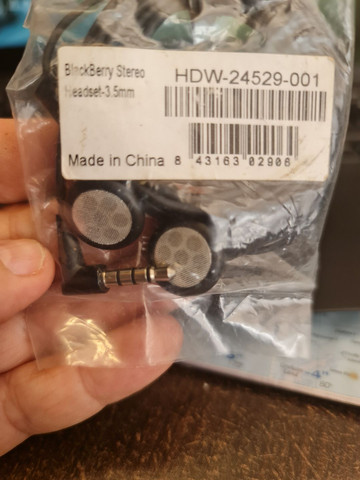 BlackBerry Stereo HDW-24529-001
Headset-3.5mm
Made in China 8 43163 02906